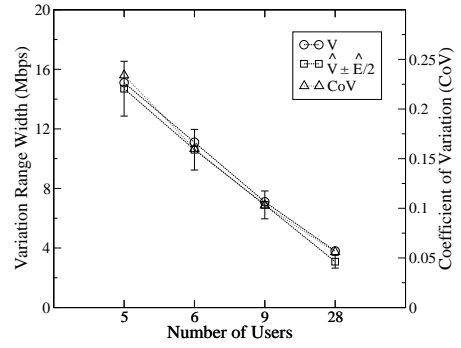 20
16
12
8
4
0
Variation Range Width (Mbps)
V
V̂ ± Ê/2
CoV
0.25
0.2
0.15
0.1
0.05
0
Coefficient of Variation (CoV)
5 6 9 28
Number of Users